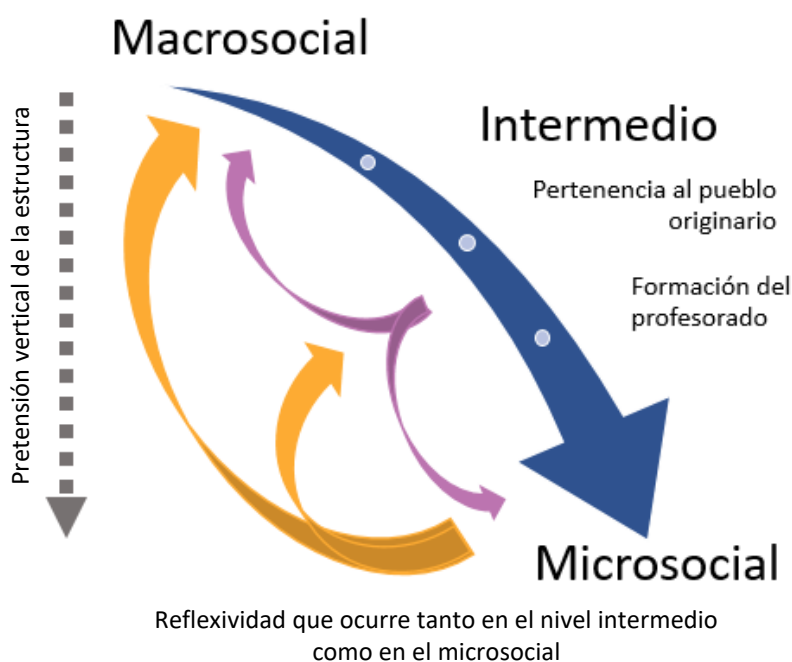 Macrosocial
Intermedio
Pertenencia al pueblo
originario
Formación del
profesorado
Pretensión vertical de la estructura
Microsocial
Reflexividad que ocurre tanto en el nivel intermedio
como en el microsocial